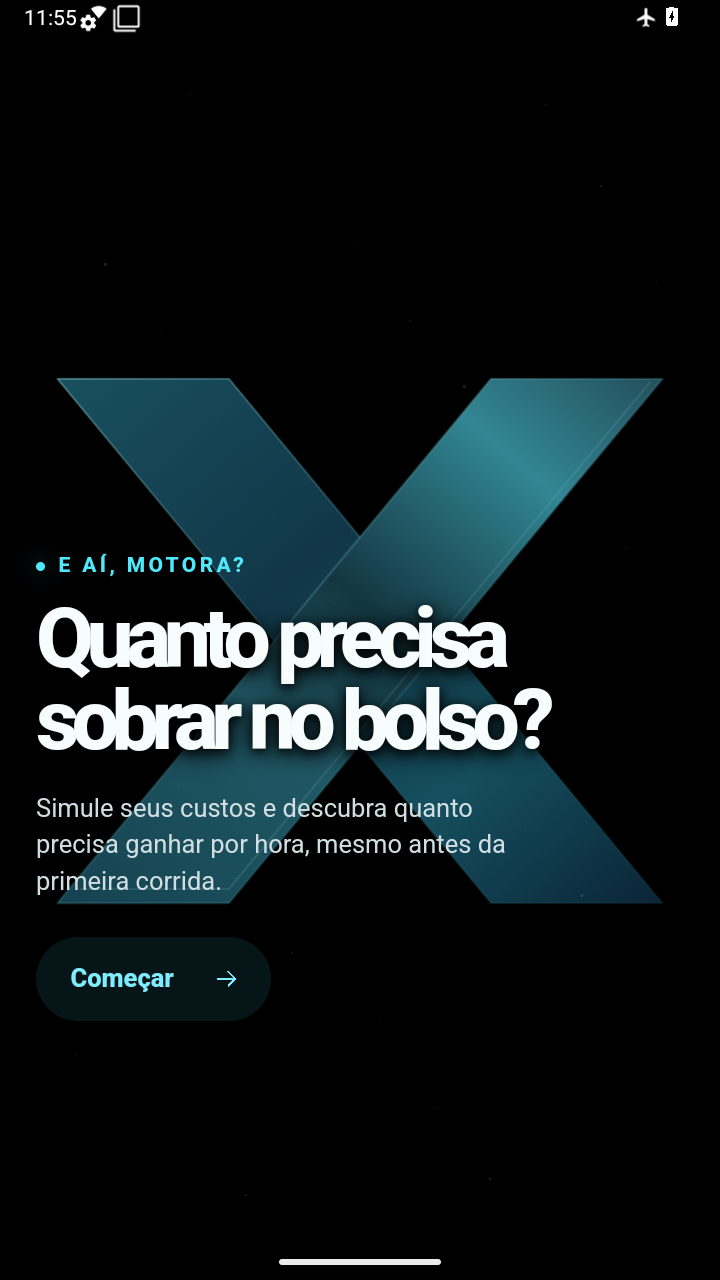 11:55
E AÍ, MOTORA?
Quanto precisa
sobrar no bolso?
Simule seus custos e descubra quanto
precisa ganhar por hora, mesmo antes da
primeira corrida.
Começar